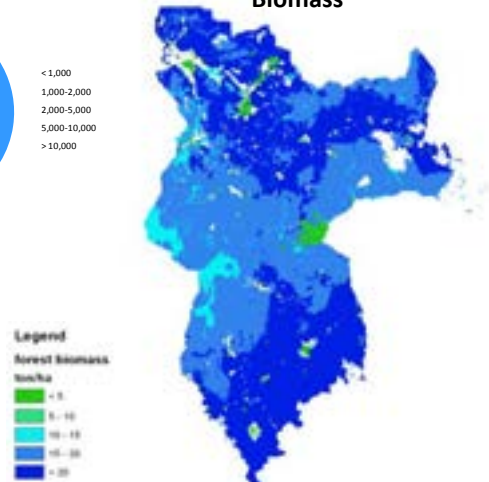 Biomass
< 1,000
1,000-2,000
2,000-5,000
5,000-10,000
> 10,000
Legend
forest biomass
ton/ha
< 5
5 - 10
10 - 15
15 - 20
< 20